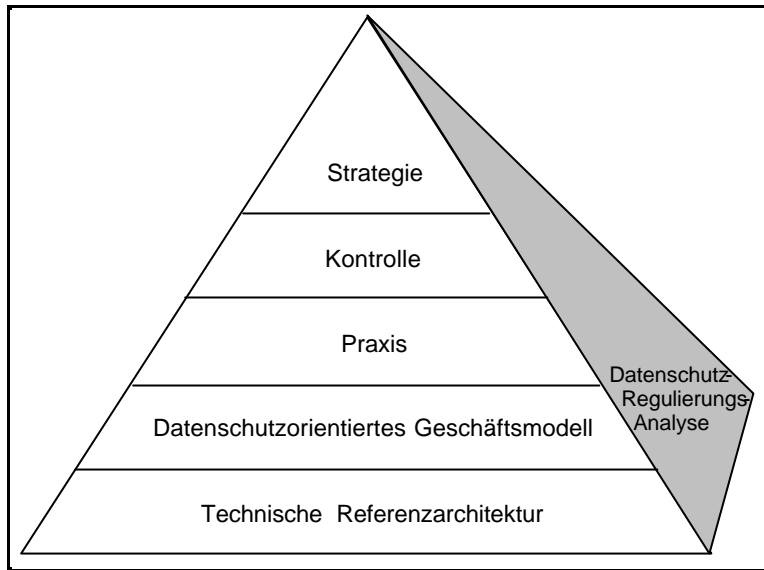 Strategie
Kontrolle
Praxis
Datenschutzorientiertes Geschäftsmodell
Technische Referenzarchitektur
Datenschutz-
Regulierungs-
Analyse